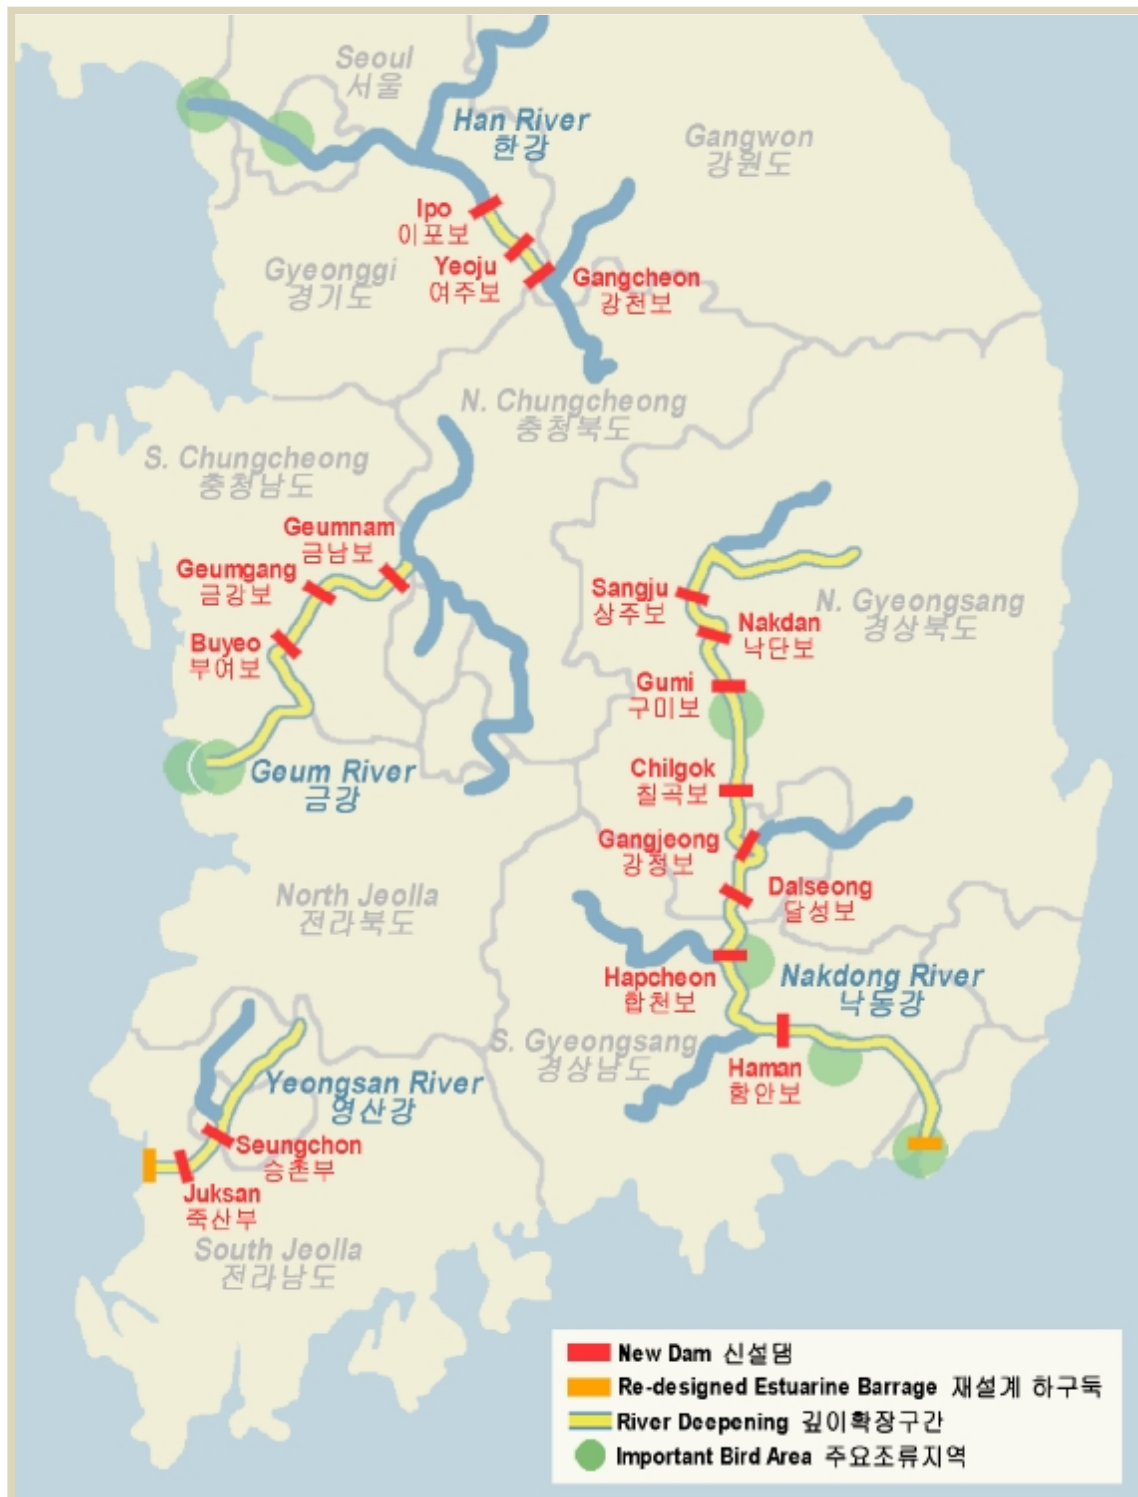 Seoul
서울
Han River
한강
Gangwon
강원도
Ipo
이포보
Yeoju
여주보
Gangcheon
강천보
Gyeonggi
경기도
N. Chungcheong
충청북도
S. Chungcheong
충청남도
Geumnam
금남보
Geumgang
금강보
Buyeo
부여보
Sangju
상주보
N. Gyeongsang
경상북도
Nakdan
낙단보
Gumi
구미보
Geum River
금강
Chilgok
칠곡보
Gangjeong
강정보
Dalseong
달성보
North Jeolla
전라북도
Hapcheon
합천보
Nakdong River
낙동강
S. Gyeongsang
경상남도
Haman
함안보
Yeongsan River
영산강
Seungchon
승촌부
Juksan
죽산부
South Jeolla
전라남도
New Dam 신설댐
Re-designed Estuarine Barrage 재설계 하구둑
River Deepening 깊이확장구간
Important Bird Area 주요조류지역